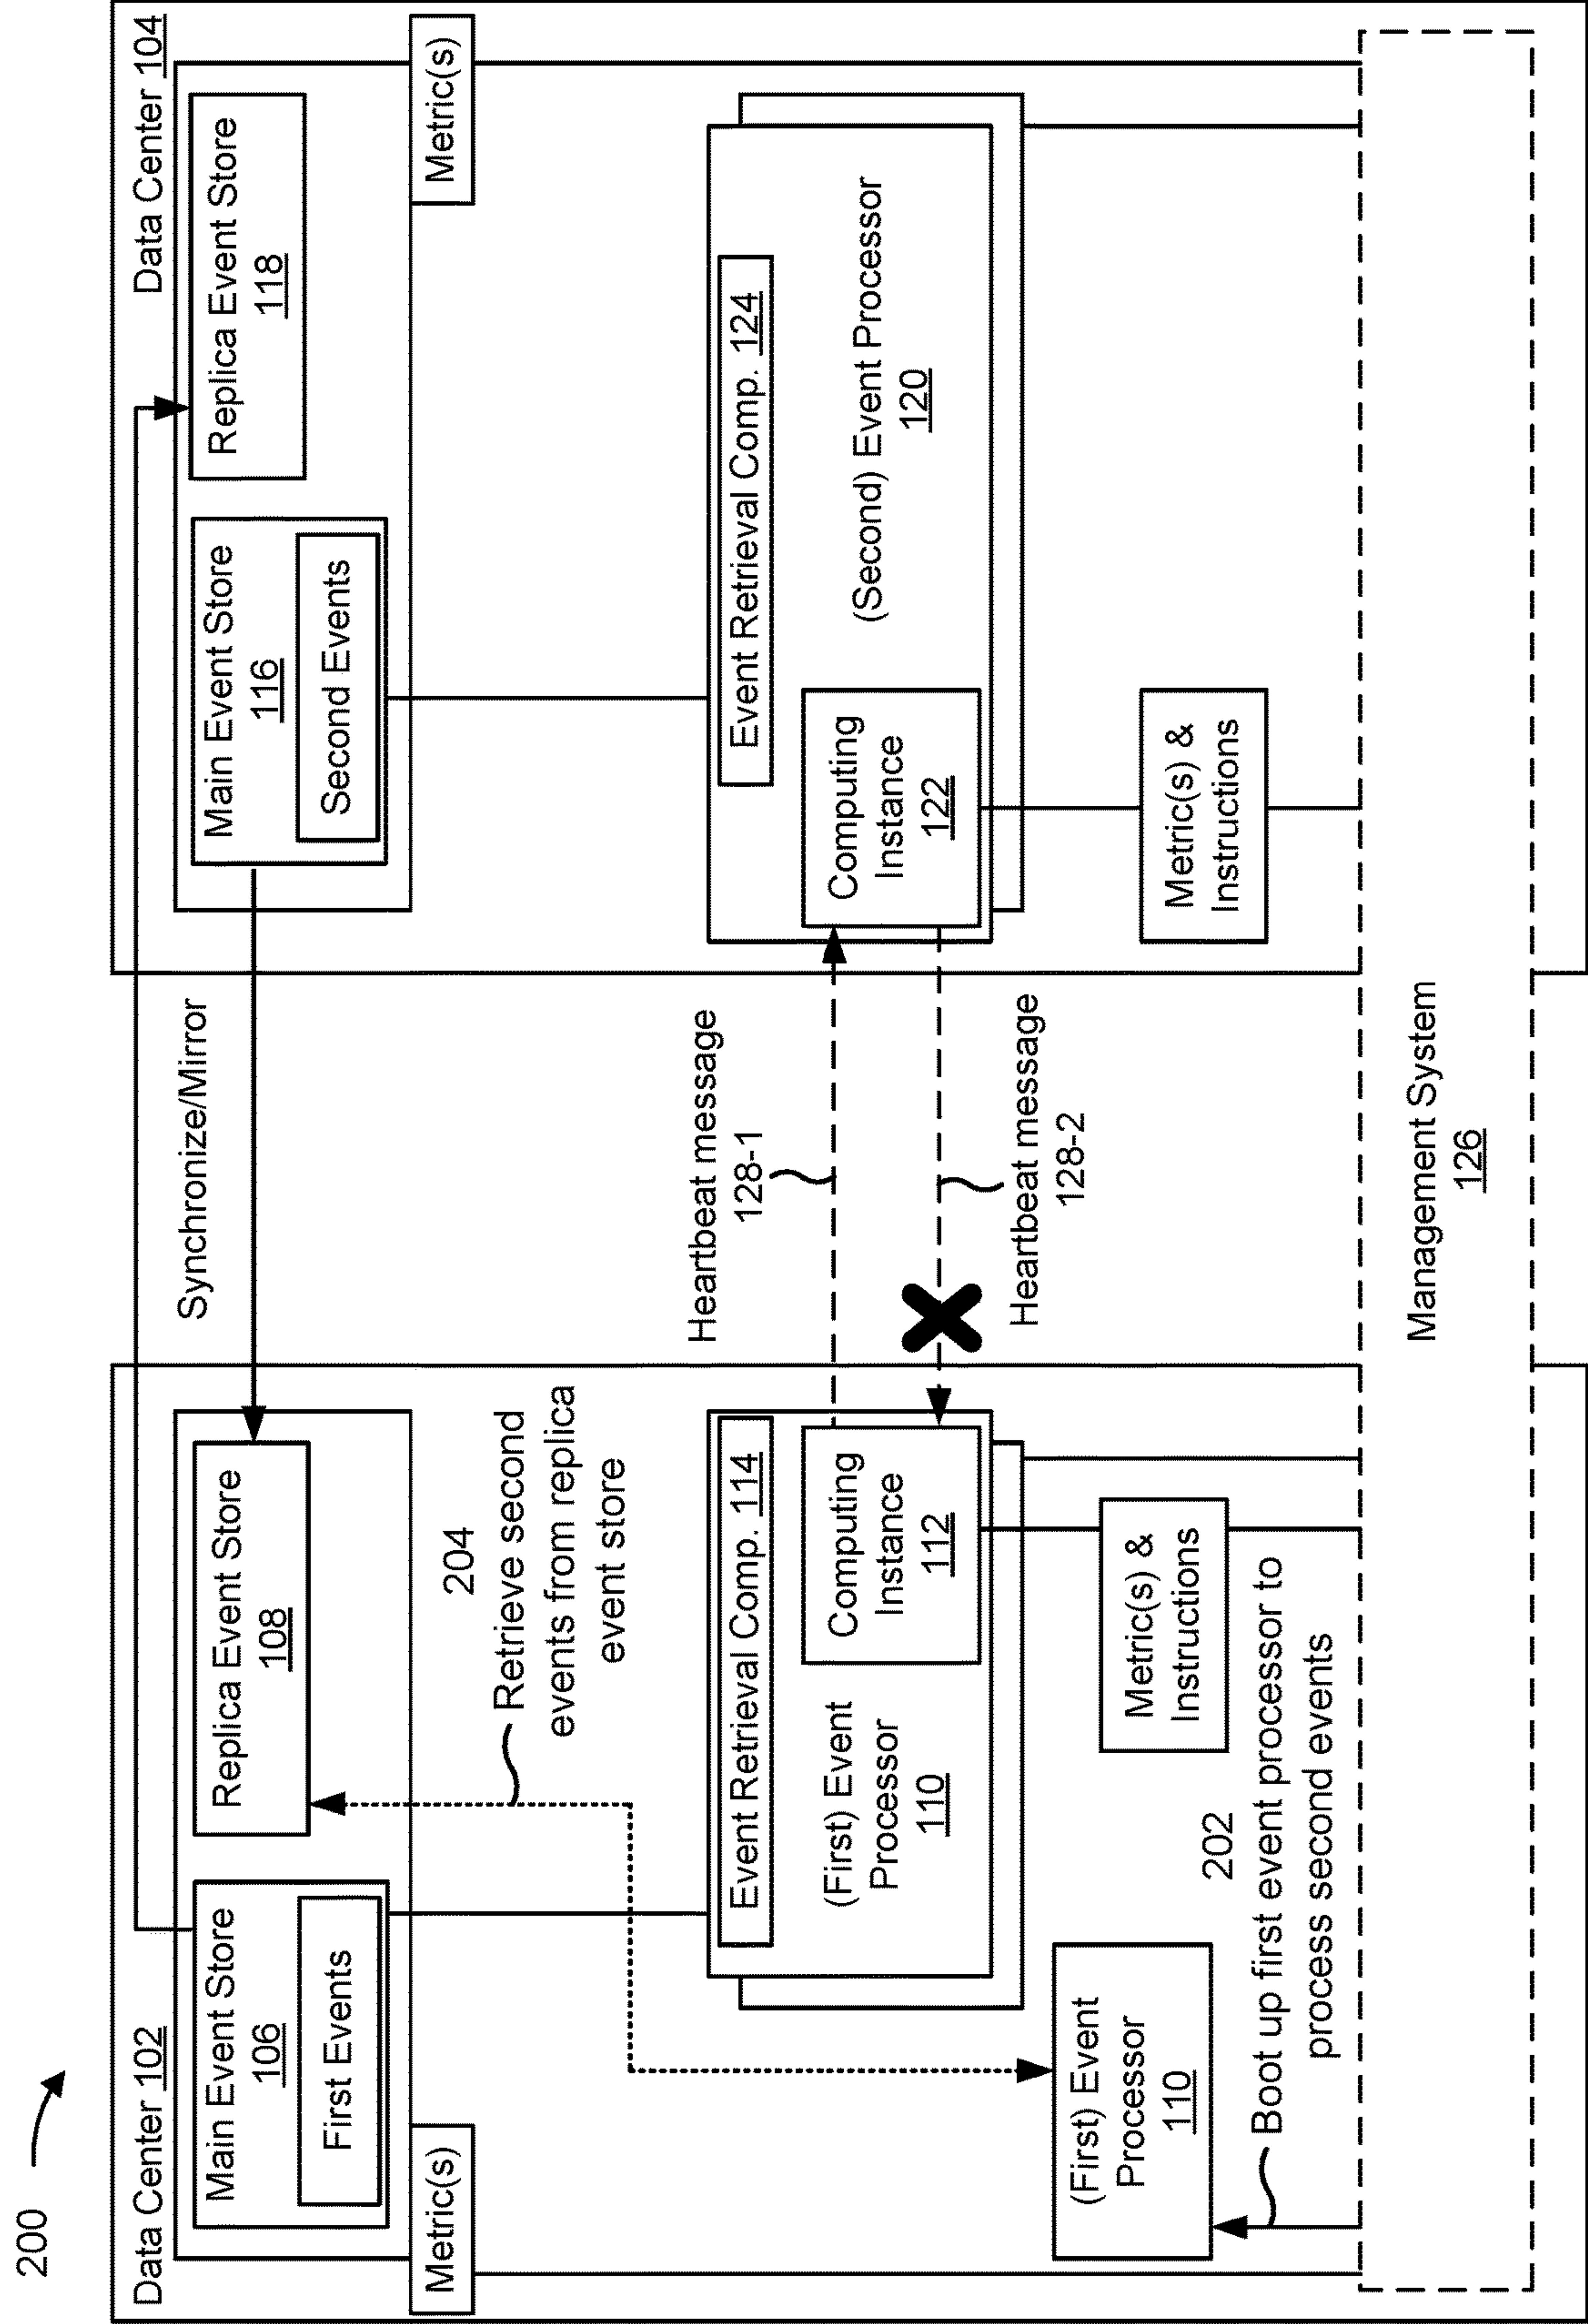 200
Data Center 102
Main Event Store
106
First Events
Replica Event Store
108
Metric(s)
204
Retrieve second
events from replica
event store
Event Retrieval Comp. 114
(First) Event
Processor
110
Computing
Instance
112
(First) Event
Processor
110
Metric(s) &
Instructions
202
Boot up first event processor to
process second events
Synchronize/Mirror
Heartbeat message
128-1
Heartbeat message
128-2
Management System
126
Data Center 104
Main Event Store
116
Second Events
Replica Event Store
118
Metric(s)
Event Retrieval Comp. 124
(Second) Event Processor
120
Computing
Instance
122
Metric(s) &
Instructions